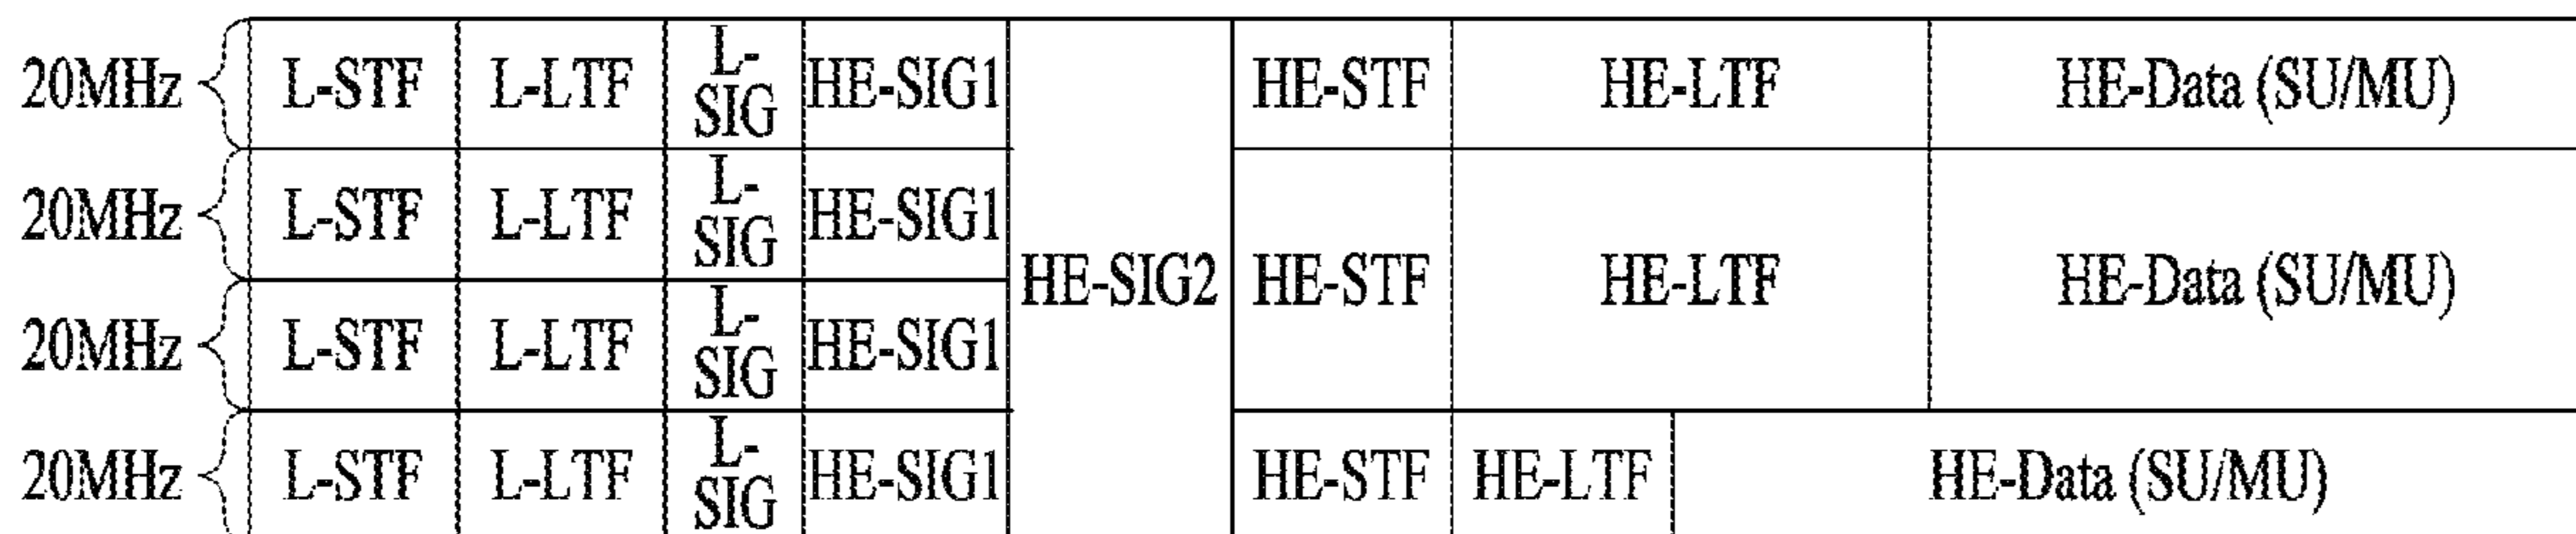 20MHz L-STF L-LTF L-SIG HE-SIG1 HE-STF HE-LTF HE-Data (SU/MU)
20MHz L-STF L-LTF L-SIG HE-SIG1
HE-SIG2 HE-STF HE-LTF HE-Data (SU/MU)
20MHz L-STF L-LTF L-SIG HE-SIG1
20MHz L-STF L-LTF L-SIG HE-SIG1 HE-STF HE-LTF HE-Data (SU/MU)